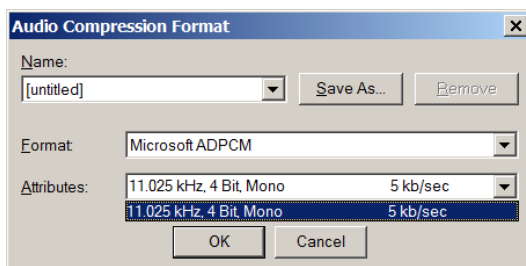 Audio Compression Format
Name:
[untitled]
Save As...
Remove
Format:
Microsoft ADPCM
Attributes:
11.025 kHz, 4 Bit, Mono 5 kb/sec
11.025 kHz, 4 Bit, Mono 5 kb/sec
OK
Cancel